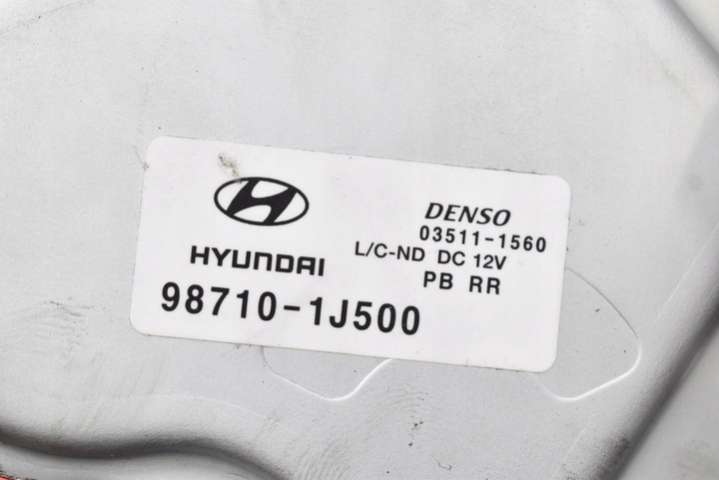 HYUNDAI
98710-1J500
DENSO
03511-1560
L/C-ND DC 12V
PB RR